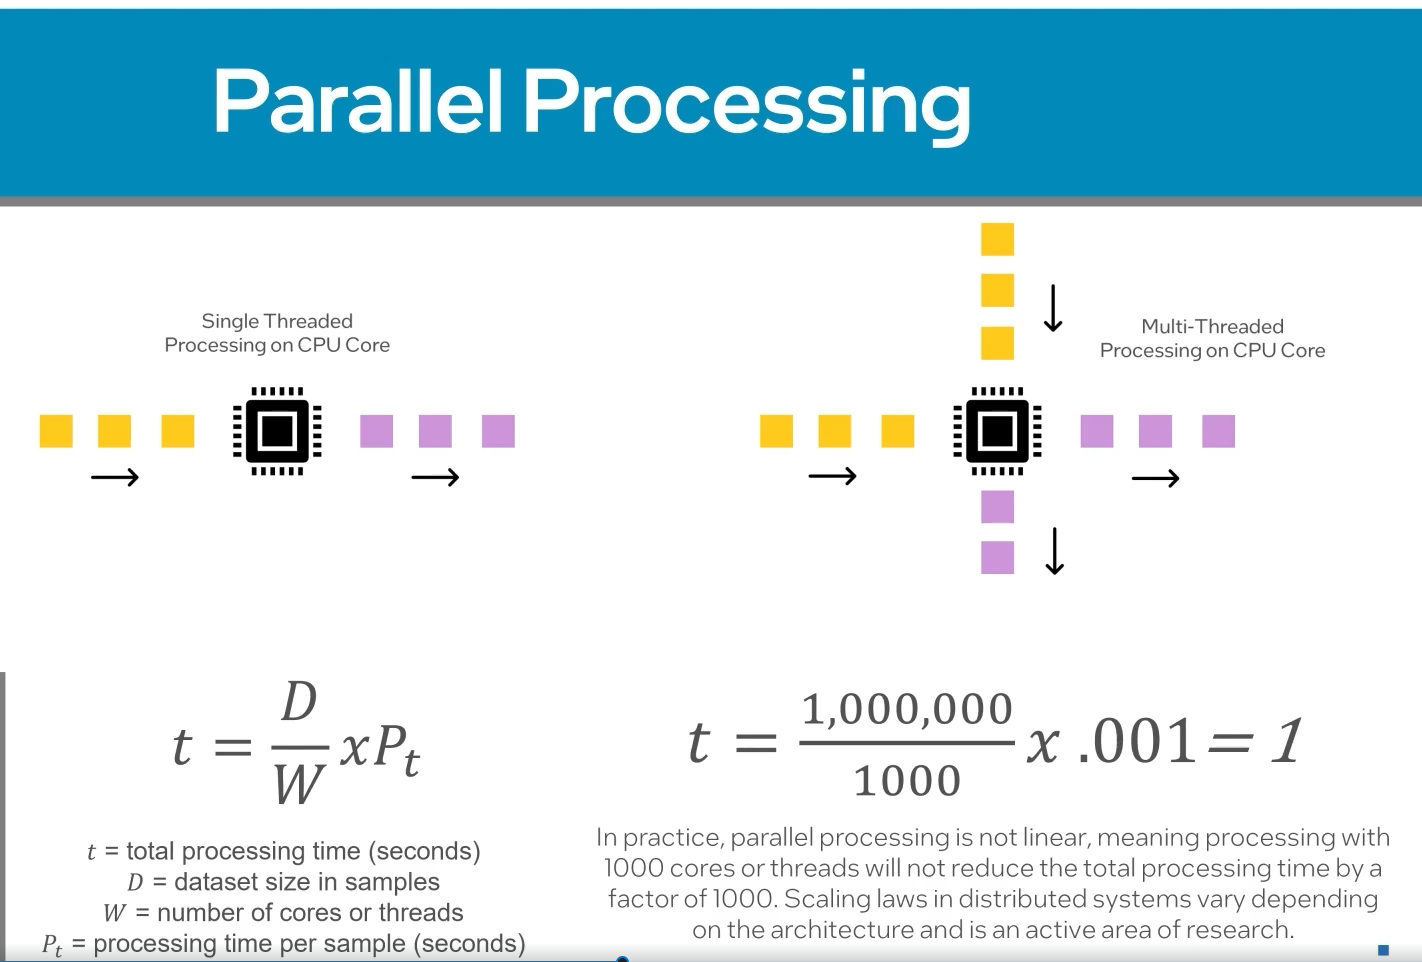 Parallel Processing
Single Threaded
Processing on CPU Core
Multi-Threaded
Processing on CPU Core
t = D/W xPt
t = total processing time (seconds)
D = dataset size in samples
W = number of cores or threads
Pt = processing time per sample (seconds)
t = 1,000,000/1000 x .001= 1
In practice, parallel processing is not linear, meaning processing with
1000 cores or threads will not reduce the total processing time by a
factor of 1000. Scaling laws in distributed systems vary depending
on the architecture and is an active area of research.